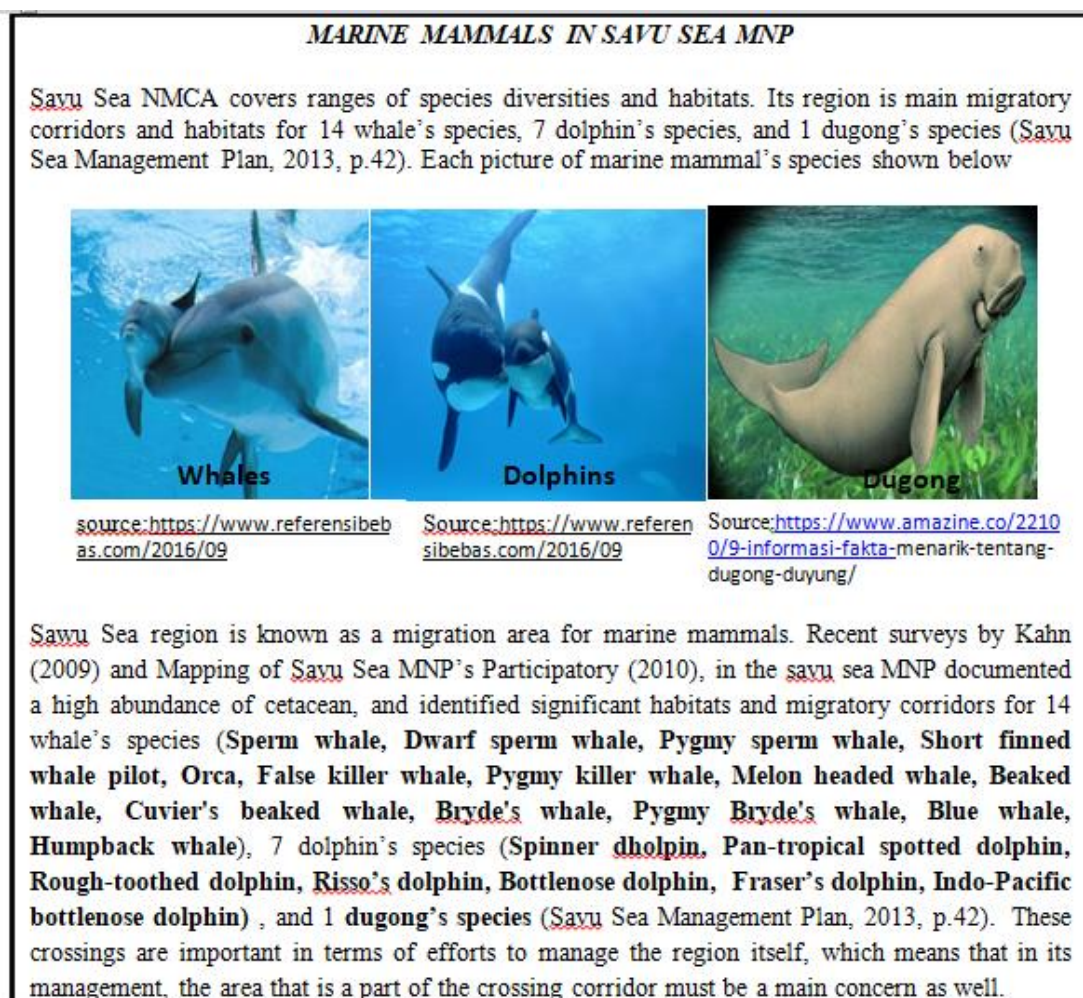 MARINE MAMMALS IN SAVU SEA MNP
Savu Sea NMCA covers ranges of species diversities and habitats. Its region is main migratory
corridors and habitats for 14 whale's species, 7 dolphin's species, and 1 dugong's species (Savu
Sea Management Plan, 2013, p.42). Each picture of marine mammal's species shown below
Whales
Dolphins
Dugong
source:https://www.referensibeb
as.com/2016/09
Source:https://www.referen
sibebas.com/2016/09
Source:https://www.amazine.co/2210
0/9-informasi-fakta-menarik-tentang-
dugong-duyung/
Sawu Sea region is known as a migration area for marine mammals. Recent surveys by Kahn
(2009) and Mapping of Savu Sea MNP's Participatory (2010), in the savu sea MNP documented
a high abundance of cetacean, and identified significant habitats and migratory corridors for 14
whale's species (Sperm whale, Dwarf sperm whale, Pygmy sperm whale, Short finned
whale pilot, Orca, False killer whale, Pygmy killer whale, Melon headed whale, Beaked
whale, Cuvier's beaked whale, Bryde's whale, Pygmy Bryde's whale, Blue whale,
Humpback whale), 7 dolphin's species (Spinner dholpin, Pan-tropical spotted dolphin,
Rough-toothed dolphin, Risso's dolphin, Bottlenose dolphin, Fraser's dolphin, Indo-Pacific
bottlenose dolphin) , and 1 dugong's species (Savu Sea Management Plan, 2013, p.42). These
crossings are important in terms of efforts to manage the region itself, which means that in its
management, the area that is a part of the crossing corridor must be a main concern as well.